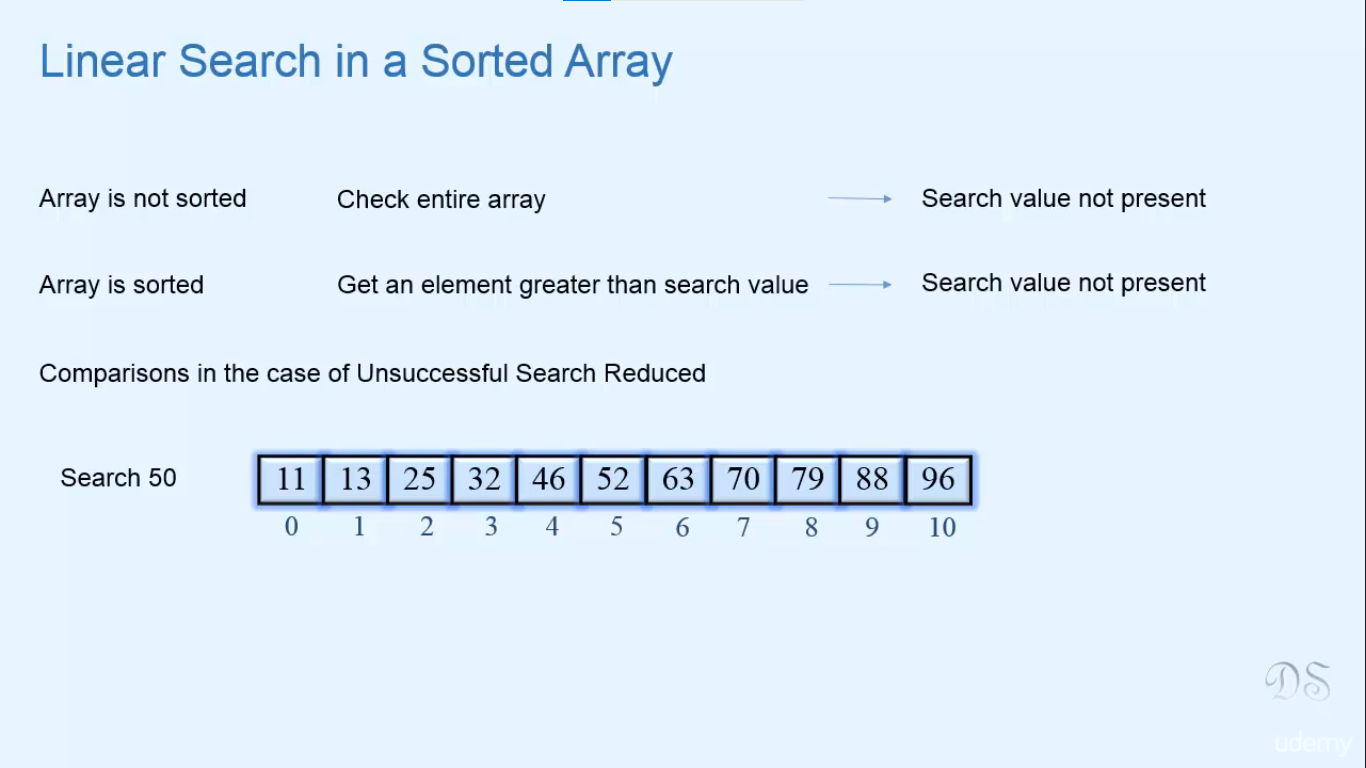 Linear Search in a Sorted Array
Array is not sorted Check entire array Search value not present
Array is sorted Get an element greater than search value Search value not present
Comparisons in the case of Unsuccessful Search Reduced
Search 50 11 13 25 32 46 52 63 70 79 88 96
0 1 2 3 4 5 6 7 8 9 10
DS
udemy